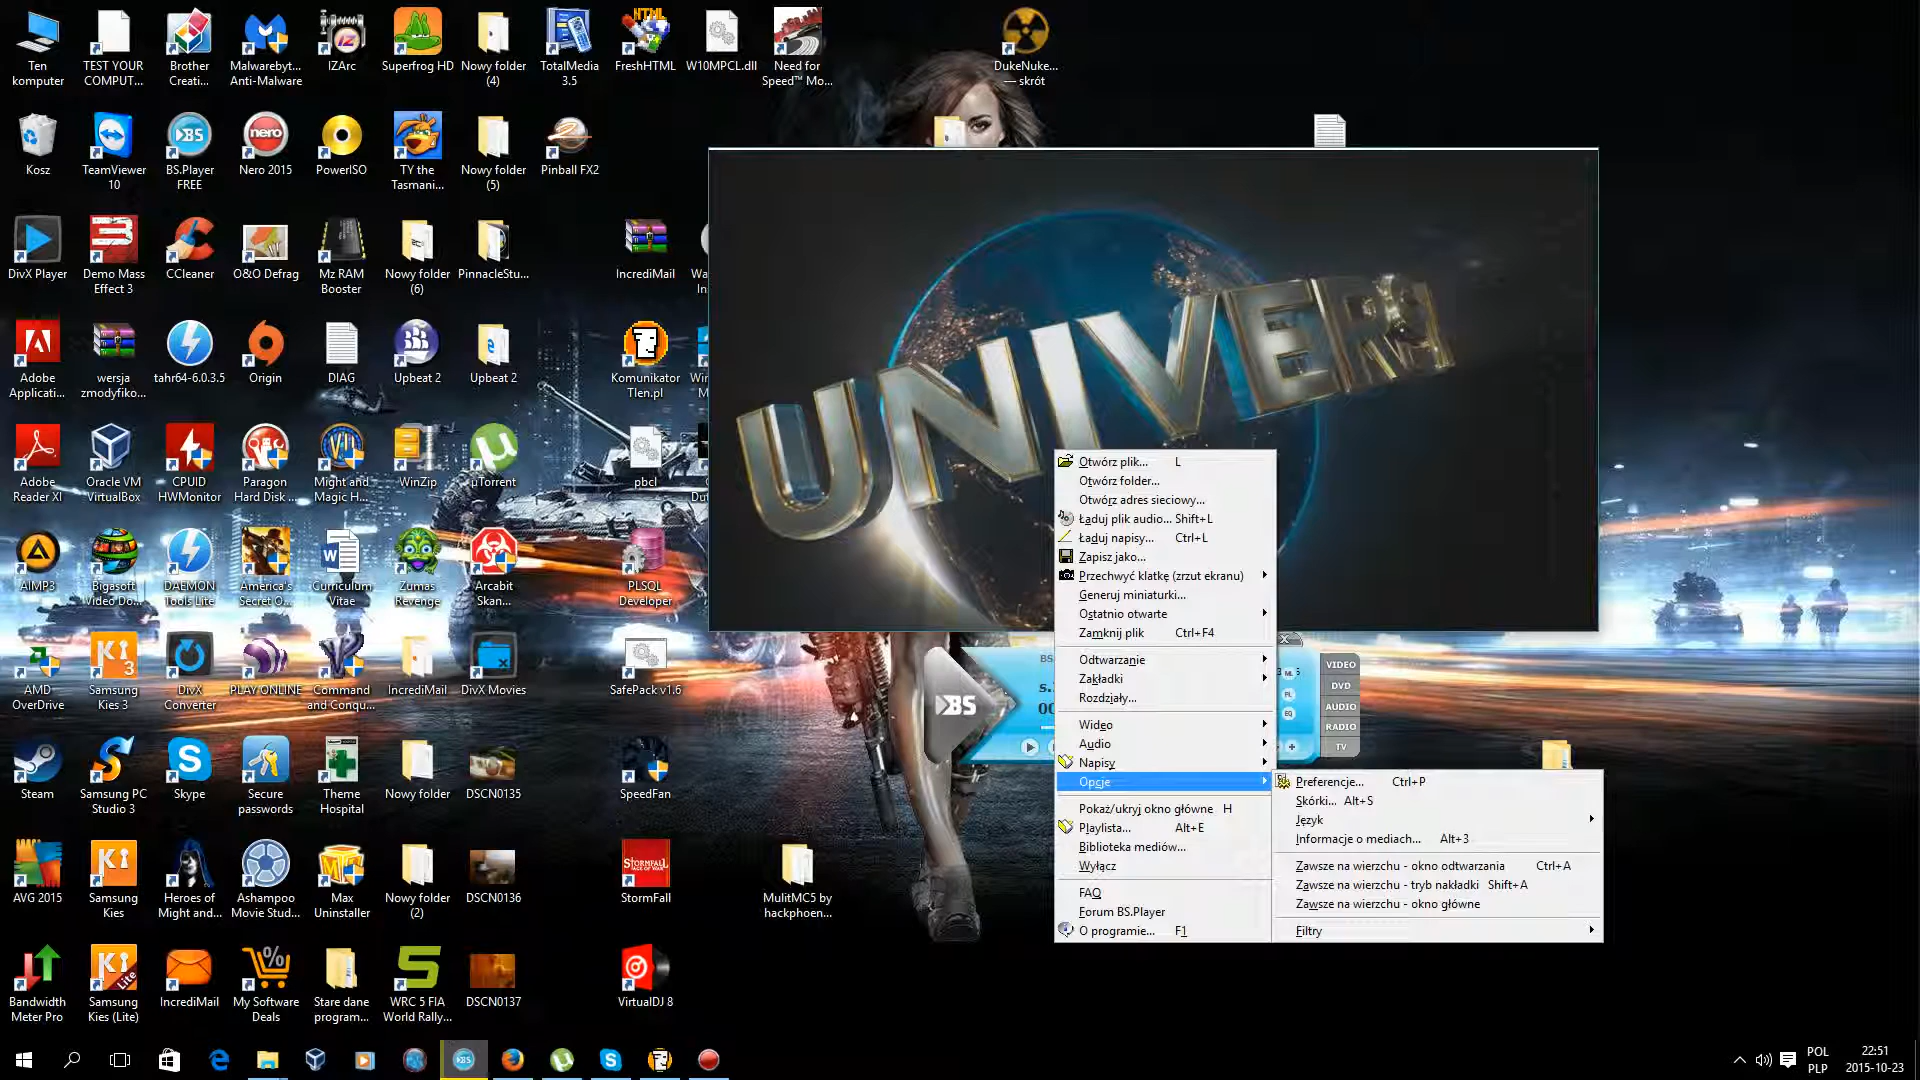 Ten
komputer
TEST YOUR
COMPUT...
Brother
Creati...
Malwarebyt...
Anti-Malware
IZArc
Superfrog HD
Nowy folder
(4)
TotalMedia
3.5
FreshHTML
W10MPCL.dll
Need for
Speed™ Mo...
DukeNuke...
— skrót
Kosz
TeamViewer
10
BS.Player
FREE
Nero 2015
PowerISO
TY the
Tasmani...
Nowy folder
(5)
Pinball FX2
DivX Player
Demo Mass
Effect 3
CCleaner
O&O Defrag
Mz RAM
Booster
Nowy folder
(6)
PinnacleStu...
IncrediMail
Adobe
Applicati...
wersja
zmodyfiko...
tahr64-6.0.3.5
Origin
DIAG
Upbeat 2
Upbeat 2
Komunikator
Tlen.pl
UNIVERS
Adobe
Reader XI
Oracle VM
VirtualBox
CPUID
HWMonitor
Paragon
Hard Disk ...
Might and
Magic H...
WinZip
µTorrent
pbcl
AIMP3
Bigasoft
Video Do...
DAEMON
Tools Lite
America's
Secret O...
Curriculum
Vitae
Zumas
Revenge
Arcabit
Skan...
PLSQL
Developer
AMD
OverDrive
Samsung
Kies 3
DivX
Converter
PLAY ONLINE
Command
and Conqu...
IncrediMail
DivX Movies
SafePack v1.6
Steam
Samsung PC
Studio 3
Skype
Secure
passwords
Theme
Hospital
Nowy folder
DSCN0135
SpeedFan
AVG 2015
Samsung
Kies
Heroes of
Might and...
Ashampoo
Movie Stud...
Max
Uninstaller
Nowy folder
(2)
DSCN0136
StormFall
MulitMC5 by
hackphoen...
Bandwidth
Meter Pro
Samsung
Kies (Lite)
IncrediMail
My Software
Deals
Stare dane
program...
WRC 5 FIA
World Rally...
DSCN0137
VirtualDJ 8
Otwórz plik... L
Otwórz folder...
Otwórz adres sieciowy...
Ładuj plik audio... Shift+L
Ładuj napisy... Ctrl+L
Zapisz jako...
Przechwyć klatkę (zrzut ekranu)
Generuj miniaturki...
Ostatnio otwarte
Zamknij plik Ctrl+F4
Odtwarzanie
Zakładki
Rozdziały...
Wideo
Audio
Napisy
Opcje
Pokaż/ukryj okno główne H
Playlista... Alt+E
Biblioteka mediów...
Wyłącz
FAQ
Forum BS.Player
O programie... F1
Preferencje... Ctrl+P
Skórki... Alt+S
Język
Informacje o mediach... Alt+3
Zawsze na wierzchu - okno odtwarzania Ctrl+A
Zawsze na wierzchu - tryb nakładki Shift+A
Zawsze na wierzchu - okno główne
Filtry
BS
VIDEO
DVD
AUDIO
RADIO
TV
ML
PL
EQ
POL
PLP
22:51
2015-10-23